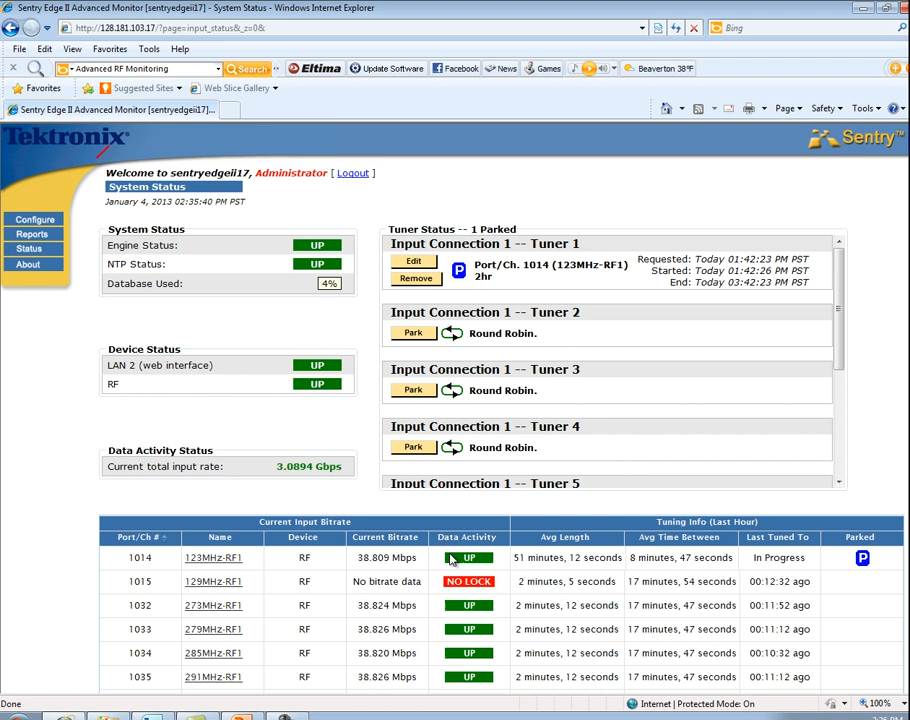 Sentry Edge II Advanced Monitor [sentryedgeii17] - System Status - Windows Internet Explorer
http://128.181.103.17/?page=input_status&_z=0&
Bing
File Edit View Favorites Tools Help
Advanced RF Monitoring Search Eltima Update Software Facebook News Games Beaverton 38°F
Favorites Suggested Sites Web Slice Gallery
Sentry Edge II Advanced Monitor [sentryedgeii17]...
Page Safety Tools
Tektronix
Sentry™
Welcome to sentryedgeii17, Administrator [ Logout ]
System Status
January 4, 2013 02:35:40 PM PST
Configure
Reports
Status
About
System Status
Engine Status: UP
NTP Status: UP
Database Used: 4%
Device Status
LAN 2 (web interface) UP
RF UP
Data Activity Status
Current total input rate: 3.0894 Gbps
Tuner Status -- 1 Parked
Input Connection 1 -- Tuner 1
Edit
Remove
P
Port/Ch. 1014 (123MHz-RF1)
2hr
Requested: Today 01:42:23 PM PST
Started: Today 01:42:26 PM PST
End: Today 03:42:23 PM PST
Input Connection 1 -- Tuner 2
Park Round Robin.
Input Connection 1 -- Tuner 3
Park Round Robin.
Input Connection 1 -- Tuner 4
Park Round Robin.
Input Connection 1 -- Tuner 5
Current Input Bitrate Tuning Info (Last Hour)
Port/Ch # Name Device Current Bitrate Data Activity Avg Length Avg Time Between Last Tuned To Parked
1014 123MHz-RF1 RF 38.809 Mbps UP 51 minutes, 12 seconds 8 minutes, 47 seconds In Progress P
1015 129MHz-RF1 RF No bitrate data NO LOCK 2 minutes, 5 seconds 17 minutes, 54 seconds 00:12:32 ago
1032 273MHz-RF1 RF 38.824 Mbps UP 2 minutes, 12 seconds 17 minutes, 47 seconds 00:11:52 ago
1033 279MHz-RF1 RF 38.826 Mbps UP 2 minutes, 12 seconds 17 minutes, 47 seconds 00:11:12 ago
1034 285MHz-RF1 RF 38.820 Mbps UP 2 minutes, 12 seconds 17 minutes, 47 seconds 00:10:32 ago
1035 291MHz-RF1 RF 38.826 Mbps UP 2 minutes, 12 seconds 17 minutes, 47 seconds 00:11:12 ago
Done Internet | Protected Mode: On 100%